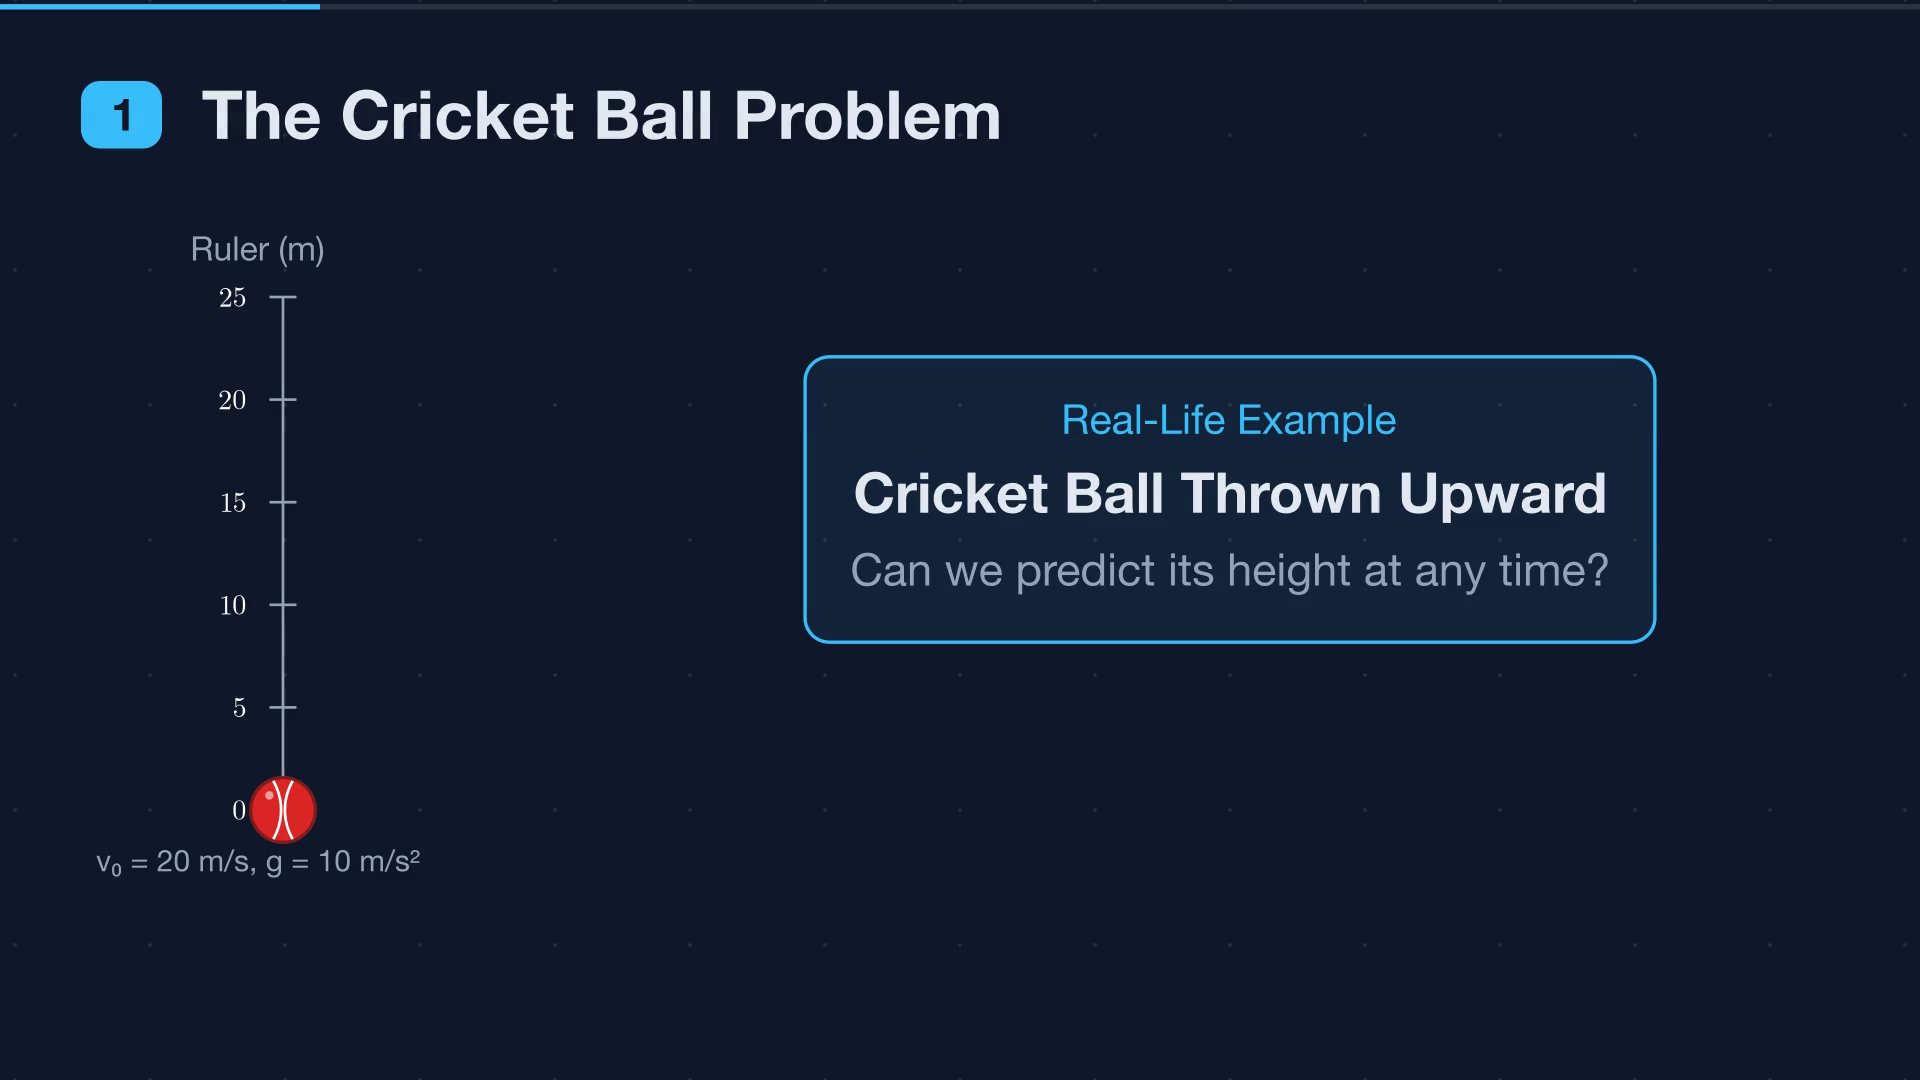 1 The Cricket Ball Problem
Ruler (m)
25
20
15
10
5
0
v₀ = 20 m/s, g = 10 m/s²
Real-Life Example
Cricket Ball Thrown Upward
Can we predict its height at any time?